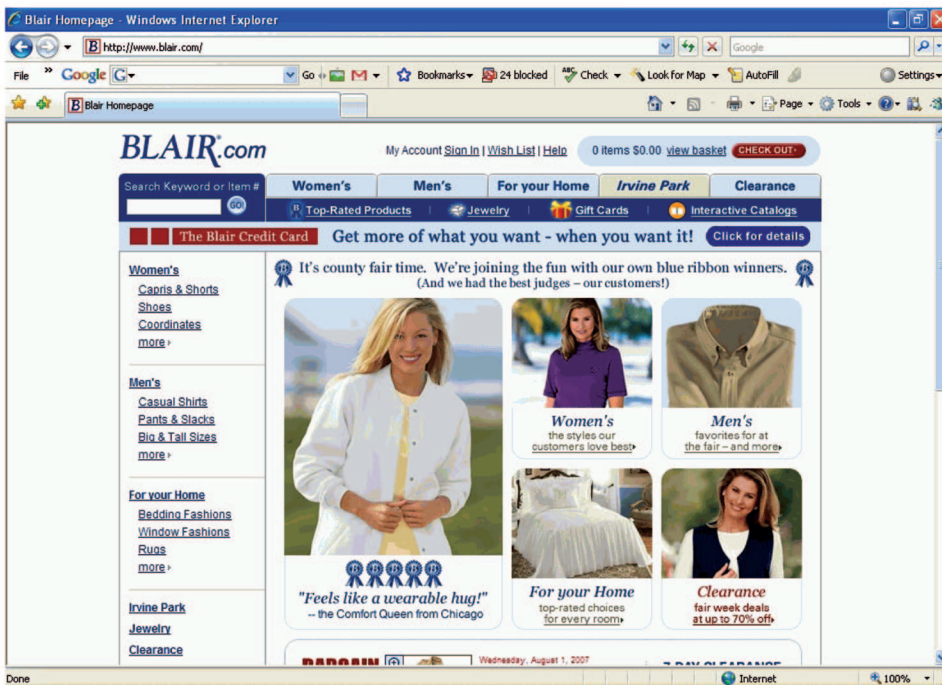 Blair Homepage - Windows Internet Explorer
http://www.blair.com/
Google
File » Google G Go Bookmarks 24 blocked ABC Check Look for Map AutoFill Settings
Blair Homepage
Page Tools
BLAIR.com
My Account Sign In | Wish List | Help
0 items $0.00 view basket CHECK OUT
Search Keyword or Item #
GO!
Women's Men's For your Home Irvine Park Clearance
Top-Rated Products | Jewelry | Gift Cards | Interactive Catalogs
The Blair Credit Card Get more of what you want - when you want it! Click for details
Women's
Capris & Shorts
Shoes
Coordinates
more
Men's
Casual Shirts
Pants & Slacks
Big & Tall Sizes
more
For your Home
Bedding Fashions
Window Fashions
Rugs
more
Irvine Park
Jewelry
Clearance
It's county fair time. We're joining the fun with our own blue ribbon winners.
(And we had the best judges – our customers!)
"Feels like a wearable hug!"
-- the Comfort Queen from Chicago
Women's
the styles our
customers love best
Men's
favorites for at
the fair – and more
For your Home
top-rated choices
for every room
Clearance
fair week deals
at up to 70% off
BARGAIN
Wednesday, August 1, 2007
7-DAY CLEARANCE
Done
Internet
100%